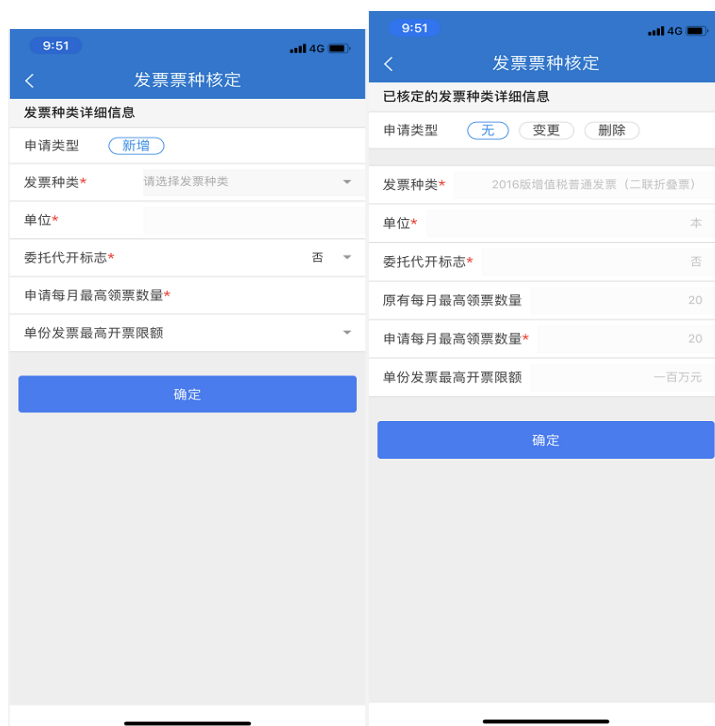 9:51
4G
发票票种核定
发票种类详细信息
申请类型 新增
发票种类* 请选择发票种类
单位*
委托代开标志* 否
申请每月最高领票数量*
单份发票最高开票限额
确定
9:51
4G
发票票种核定
已核定的发票种类详细信息
申请类型 无 变更 删除
发票种类* 2016版增值税普通发票（二联折叠票）
单位* 本
委托代开标志* 否
原有每月最高领票数量 20
申请每月最高领票数量* 20
单份发票最高开票限额 一百万元
确定